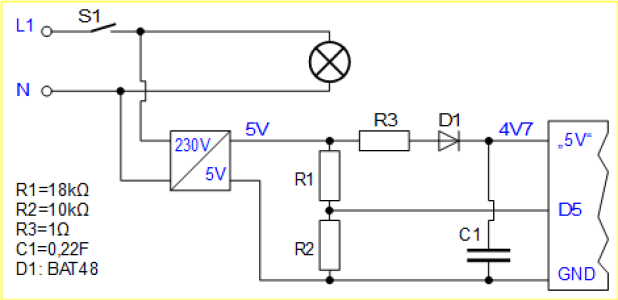 L1
S1
N
230V
5V
5V
R3
D1
4V7
„5V“
R1
D5
R2
C1
GND
R1=18kΩ
R2=10kΩ
R3=1Ω
C1=0,22F
D1: BAT48